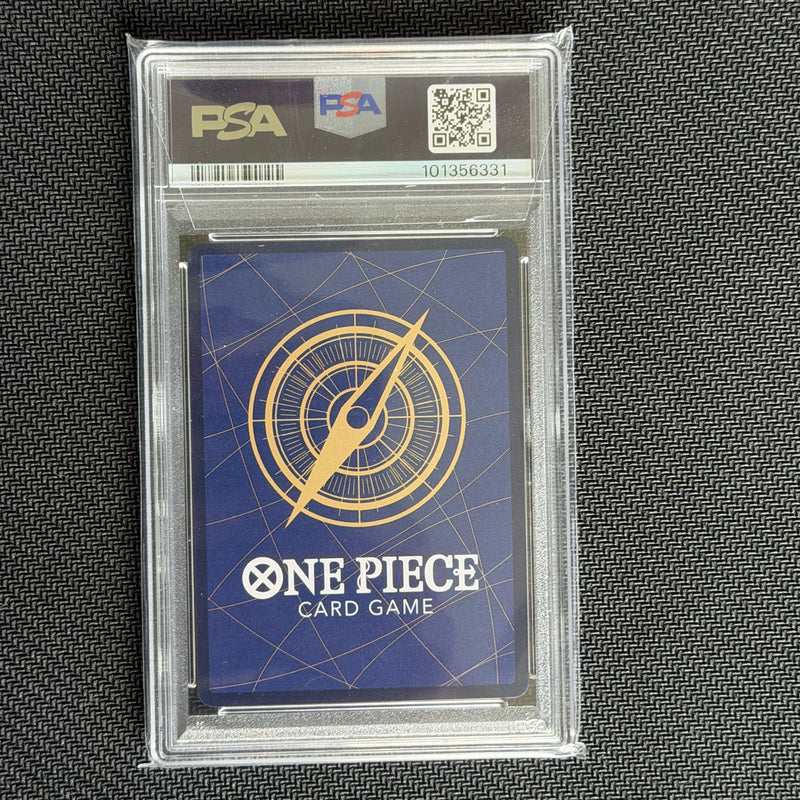 PSA
PSA
101356331
ONE PIECE
CARD GAME